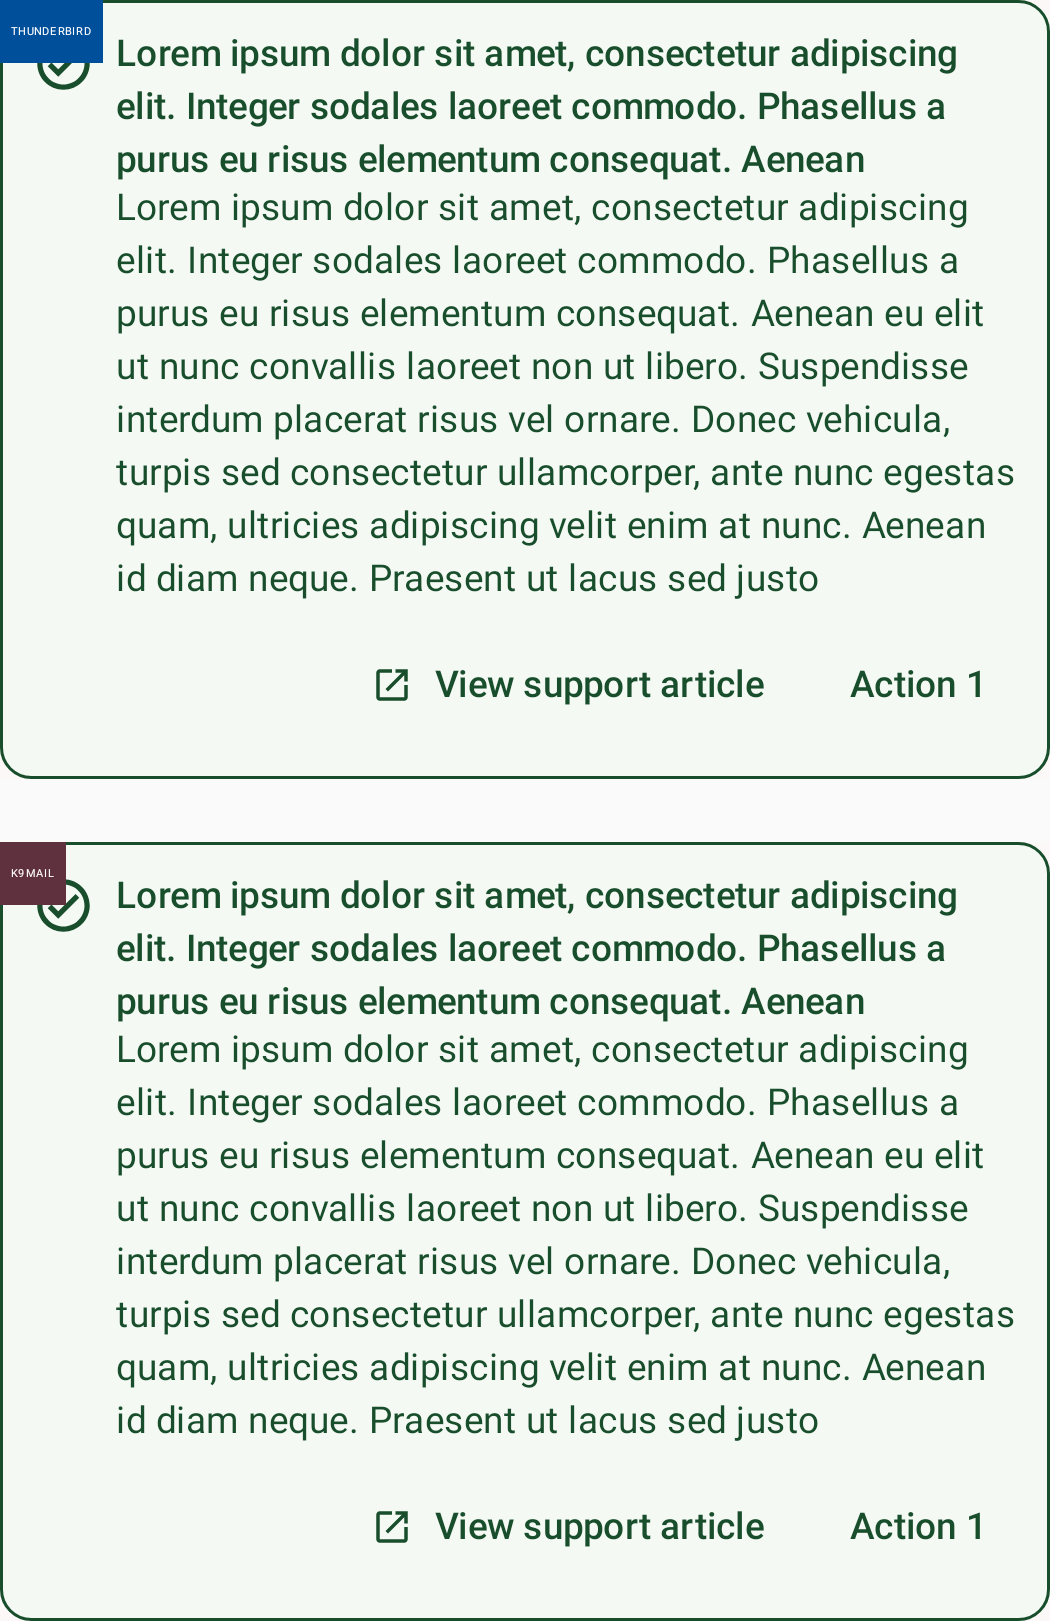 THUNDERBIRD
Lorem ipsum dolor sit amet, consectetur adipiscing
elit. Integer sodales laoreet commodo. Phasellus a
purus eu risus elementum consequat. Aenean
Lorem ipsum dolor sit amet, consectetur adipiscing
elit. Integer sodales laoreet commodo. Phasellus a
purus eu risus elementum consequat. Aenean eu elit
ut nunc convallis laoreet non ut libero. Suspendisse
interdum placerat risus vel ornare. Donec vehicula,
turpis sed consectetur ullamcorper, ante nunc egestas
quam, ultricies adipiscing velit enim at nunc. Aenean
id diam neque. Praesent ut lacus sed justo
View support article Action 1
K9MAIL
Lorem ipsum dolor sit amet, consectetur adipiscing
elit. Integer sodales laoreet commodo. Phasellus a
purus eu risus elementum consequat. Aenean
Lorem ipsum dolor sit amet, consectetur adipiscing
elit. Integer sodales laoreet commodo. Phasellus a
purus eu risus elementum consequat. Aenean eu elit
ut nunc convallis laoreet non ut libero. Suspendisse
interdum placerat risus vel ornare. Donec vehicula,
turpis sed consectetur ullamcorper, ante nunc egestas
quam, ultricies adipiscing velit enim at nunc. Aenean
id diam neque. Praesent ut lacus sed justo
View support article Action 1